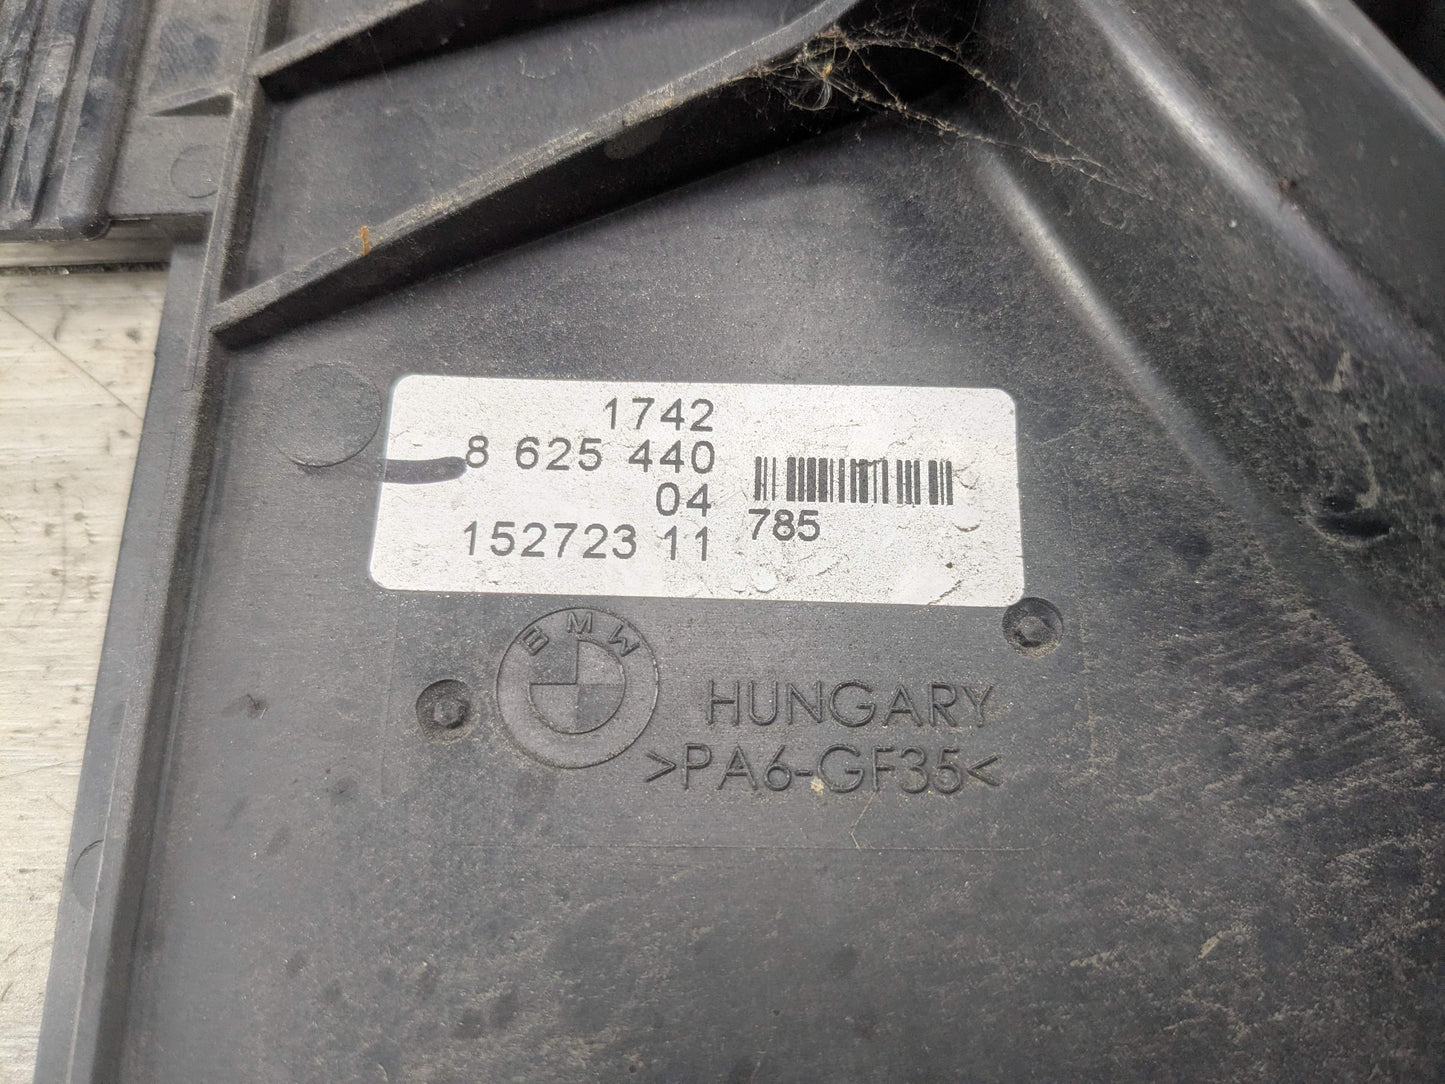 1742
8 625 440
04
152723 11
785
BMW
HUNGARY
>PA6-GF35<